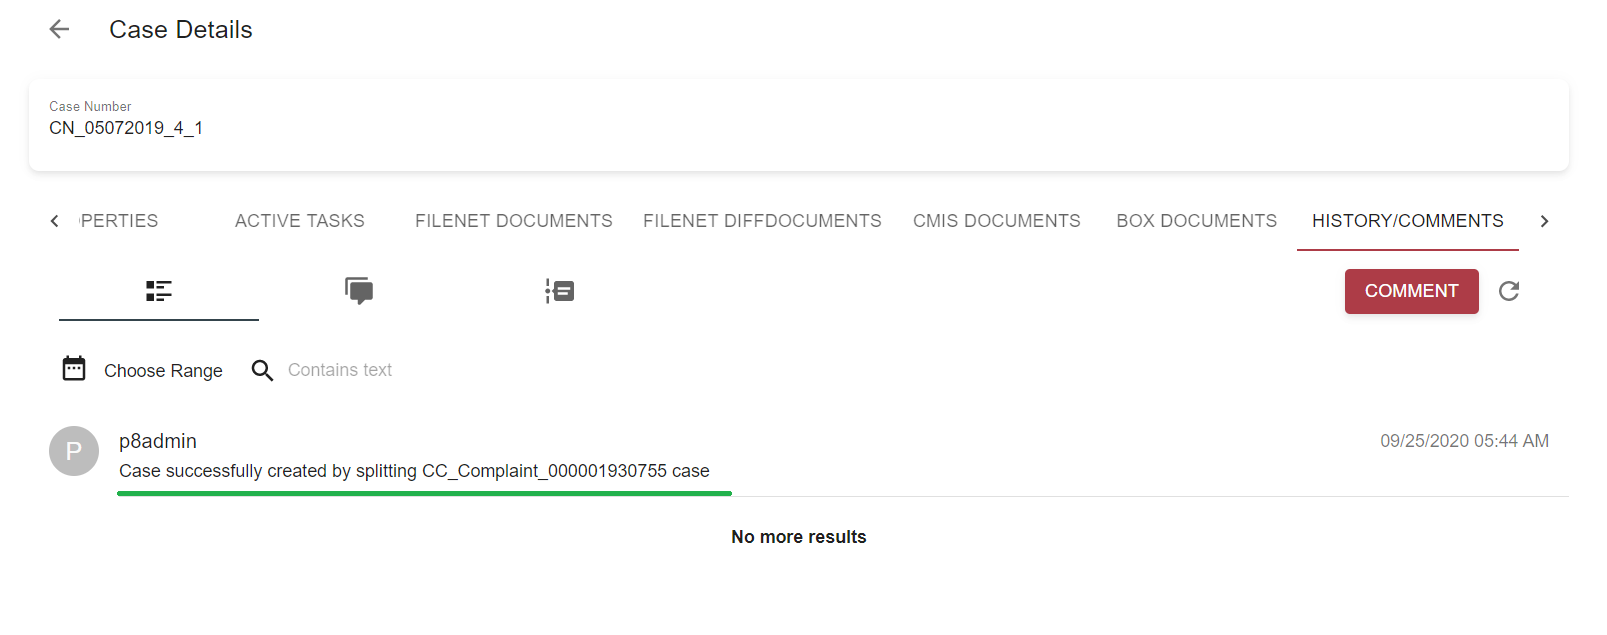 Case Details
Case Number
CN_05072019_4_1
PERTIES ACTIVE TASKS FILENET DOCUMENTS FILENET DIFFDOCUMENTS CMIS DOCUMENTS BOX DOCUMENTS HISTORY/COMMENTS
COMMENT
Choose Range Contains text
P
p8admin 09/25/2020 05:44 AM
Case successfully created by splitting CC_Complaint_000001930755 case
No more results